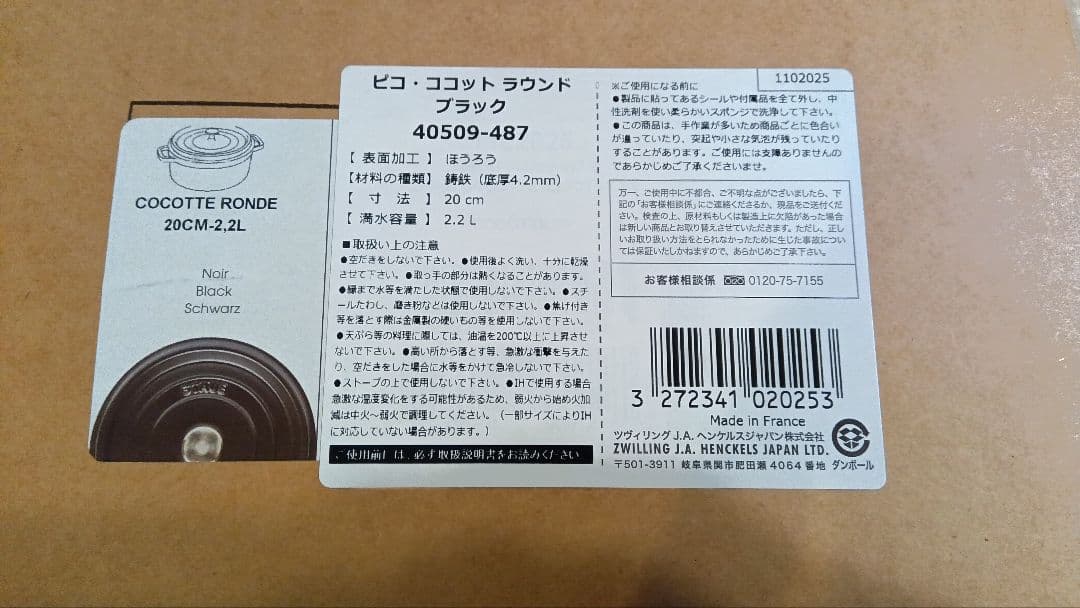 COCOTTE RONDE
20CM-2,2L
Noir
Black
Schwarz
STAUB
ピコ・ココット ラウンド
ブラック
40509-487
【 表面加工 】 ほうろう
【材料の種類】 鋳鉄（底厚4.2mm）
【 寸 法 】 20 cm
【 満水容量 】 2.2 L
■取扱い上の注意
●空だきをしないで下さい。●使用後よく洗い、十分に乾燥
させて下さい。●取っ手の部分は熱くなることがあります。
●縁まで水等を満たした状態で使用しないで下さい。●スチ
ールたわし、磨き粉などは使用しないで下さい。●焦げ付き
等を落とす際は金属製の硬いもの等を使用しないで下さい。
●天ぷら等の料理に際しては、油温を200℃以上に上昇させ
ないで下さい。●高い所から落とす等、急激な衝撃を与えた
り、空だきをした場合に水等をかけて急冷しないで下さい。
●ストーブの上で使用しないで下さい。●IHで使用する場合
急激な温度変化をする可能性があるため、弱火から始め火加
減は中火～弱火で調理してください。（一部サイズによりIH
に対応していない場合があります。）
ご使用前には、必ず取扱説明書をお読みください
1102025
※ご使用になる前に
●製品に貼ってあるシールや付属品を全て外し、中
性洗剤を使い柔らかいスポンジで洗浄して下さい。
●この商品は、手作業が多いため商品ごとに色合い
が違っていたり、突起や小さな気泡が残っていたり
することがあります。ご使用には支障ありませんの
であらかじめご了承くださいませ。
万一、ご使用中に不都合、ご不明な点がございましたら、下
記の「お客様相談係」にご連絡くださるか、現品をご送付くださ
い。検査の上、原材料もしくは製造上に欠陥があった場合
は新しい商品とお取り替えさせていただきます。ただし、正し
いお取り扱い方法をとられなかったために生じた事故につい
ては保証いたしかねますので、あらかじめご了承下さい。
お客様相談係 0120-75-7155
3 272341 020253
Made in France
ツヴィリング J.A. ヘンケルスジャパン株式会社
ZWILLING J.A. HENCKELS JAPAN LTD.
〒501-3911 岐阜県関市肥田瀬 4064 番地
ダンボール